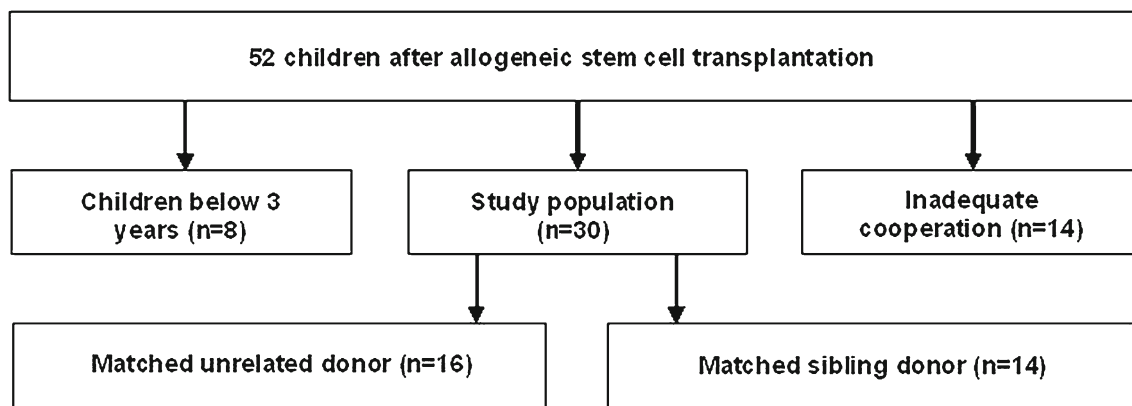 52 children after allogeneic stem cell transplantation
Children below 3
years (n=8)
Study population
(n=30)
Inadequate
cooperation (n=14)
Matched unrelated donor (n=16)
Matched sibling donor (n=14)